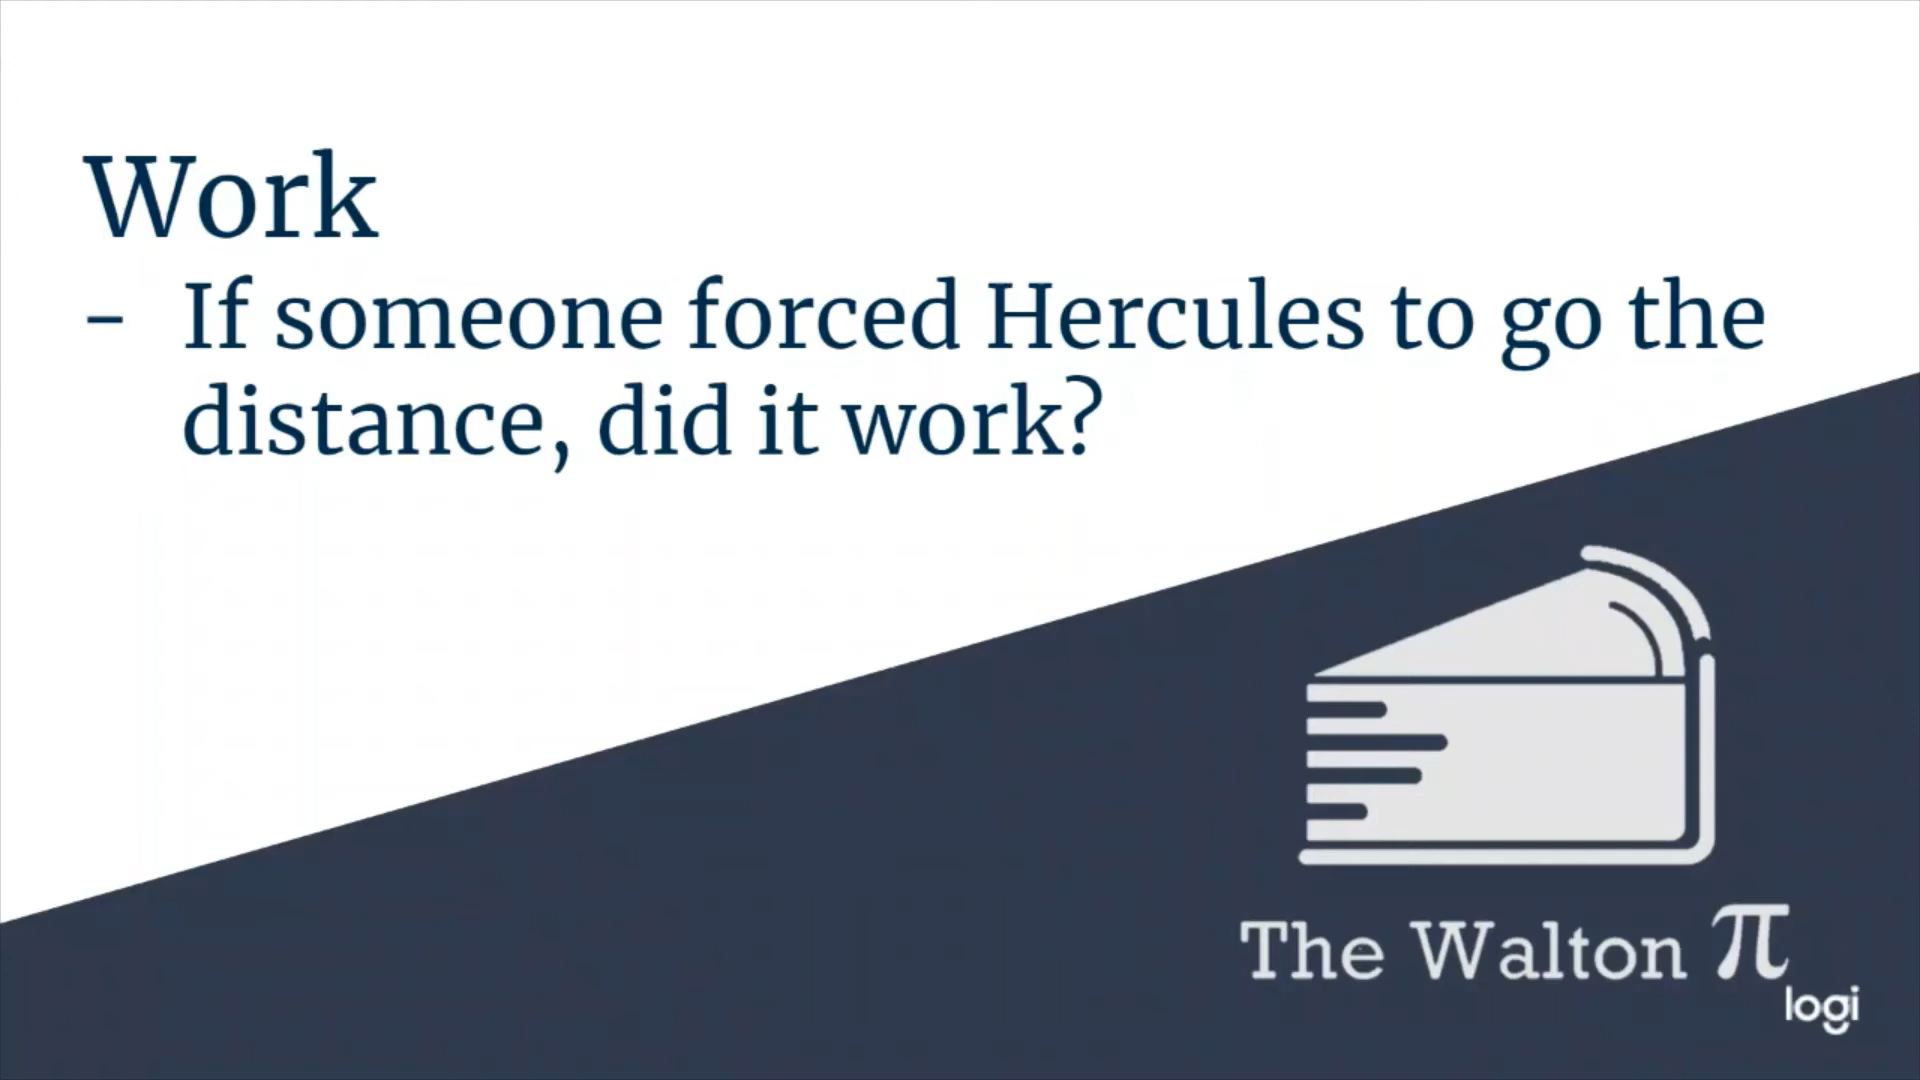 Work
- If someone forced Hercules to go the
distance, did it work?
The Walton π
logi